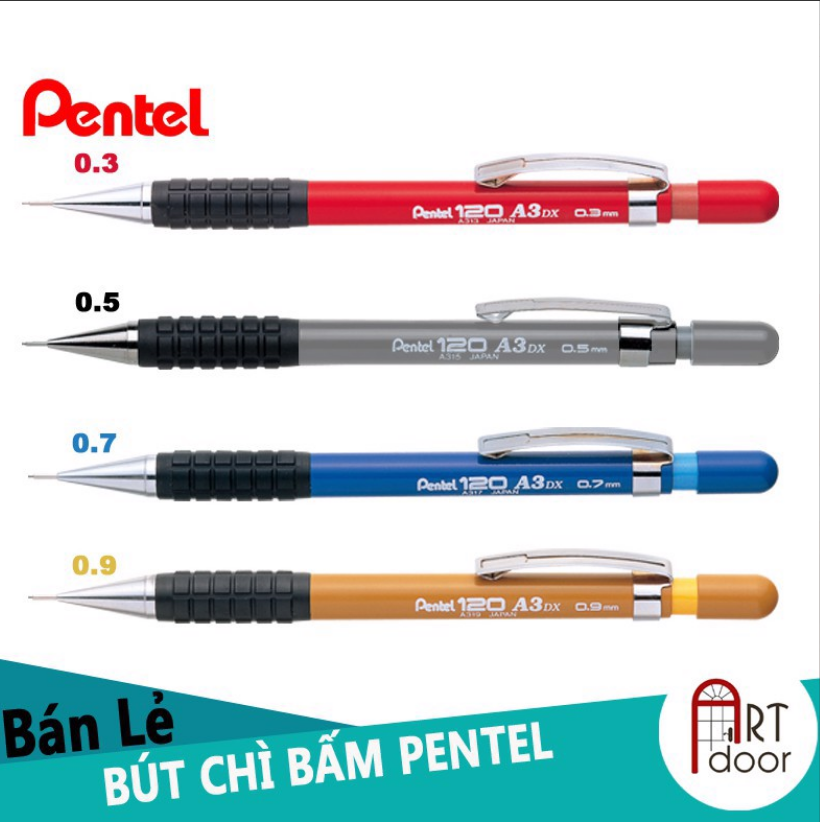 Pentel
0.3
Pentel 120 A3 DX 0.3 mm
A313 JAPAN
0.5
Pentel 120 A3 DX 0.5 mm
A315 JAPAN
0.7
Pentel 120 A3 DX 0.7 mm
A317 JAPAN
0.9
Pentel 120 A3 DX 0.9 mm
A319 JAPAN
Bán Lẻ
BÚT CHÌ BẤM PENTEL
ART
door